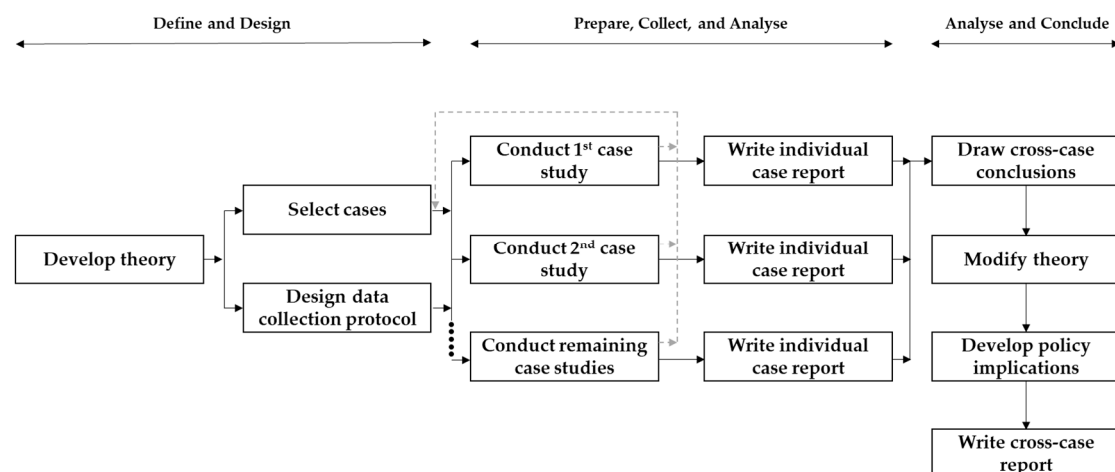 Define and Design
Prepare, Collect, and Analyse
Analyse and Conclude
Develop theory
Select cases
Design data
collection protocol
Conduct 1st case
study
Conduct 2nd case
study
Conduct remaining
case studies
Write individual
case report
Write individual
case report
Write individual
case report
Draw cross-case
conclusions
Modify theory
Develop policy
implications
Write cross-case
report